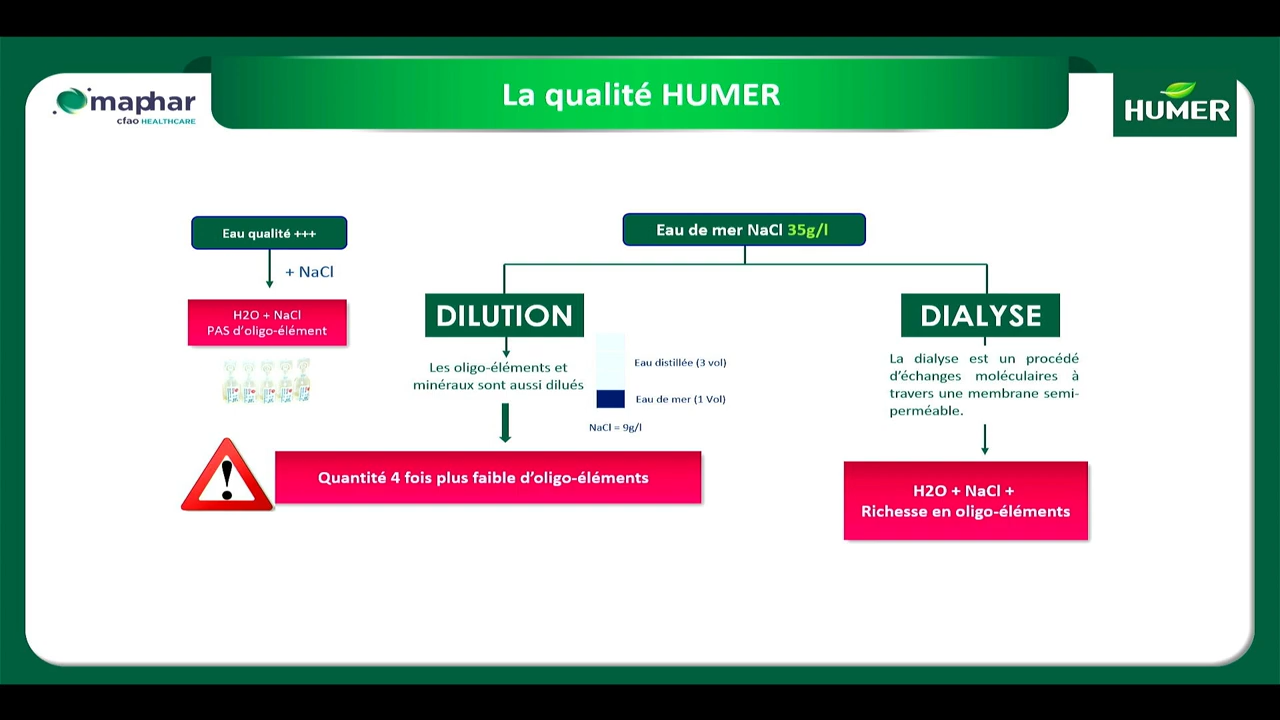 La qualité HUMER
maphar
cfao HEALTHCARE
HUMER
Eau qualité +++
+ NaCl
H2O + NaCl
PAS d'oligo-élément
Eau de mer NaCl 35g/l
DILUTION
Les oligo-éléments et
minéraux sont aussi dilués
Eau distillée (3 vol)
Eau de mer (1 Vol)
NaCl = 9g/l
Quantité 4 fois plus faible d'oligo-éléments
DIALYSE
La dialyse est un procédé
d'échanges moléculaires à
travers une membrane semi-
perméable.
H2O + NaCl +
Richesse en oligo-éléments